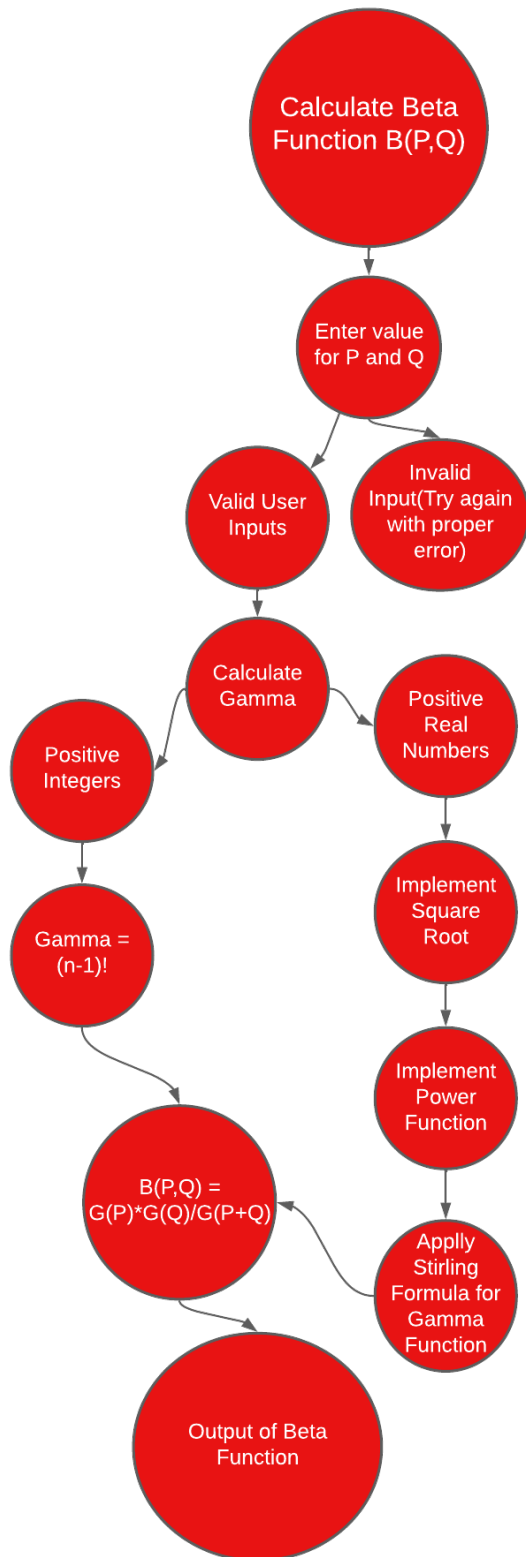 Calculate Beta
Function B(P,Q)
Enter value
for P and Q
Valid User
Inputs
Invalid
Input(Try again
with proper
error)
Calculate
Gamma
Positive
Integers
Positive
Real
Numbers
Gamma =
(n-1)!
Implement
Square
Root
Implement
Power
Function
B(P,Q) =
G(P)*G(Q)/G(P+Q)
Applly
Stirling
Formula for
Gamma
Function
Output of Beta
Function